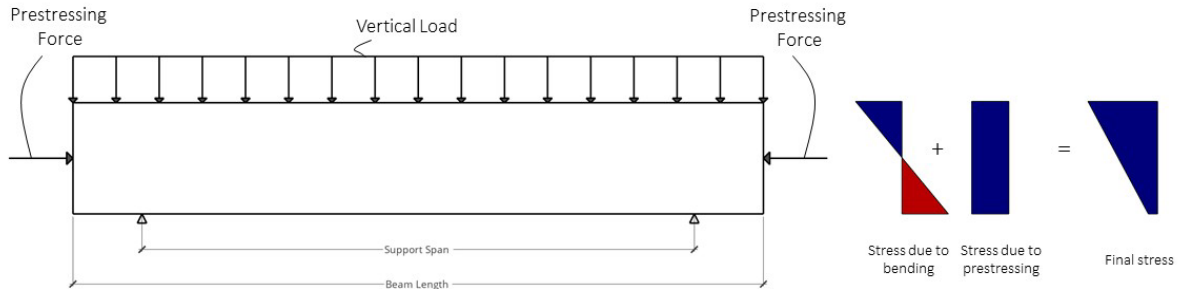 Prestressing
Force
Vertical Load
Prestressing
Force
+
=
Support Span
Beam Length
Stress due to
bending
Stress due to
prestressing
Final stress